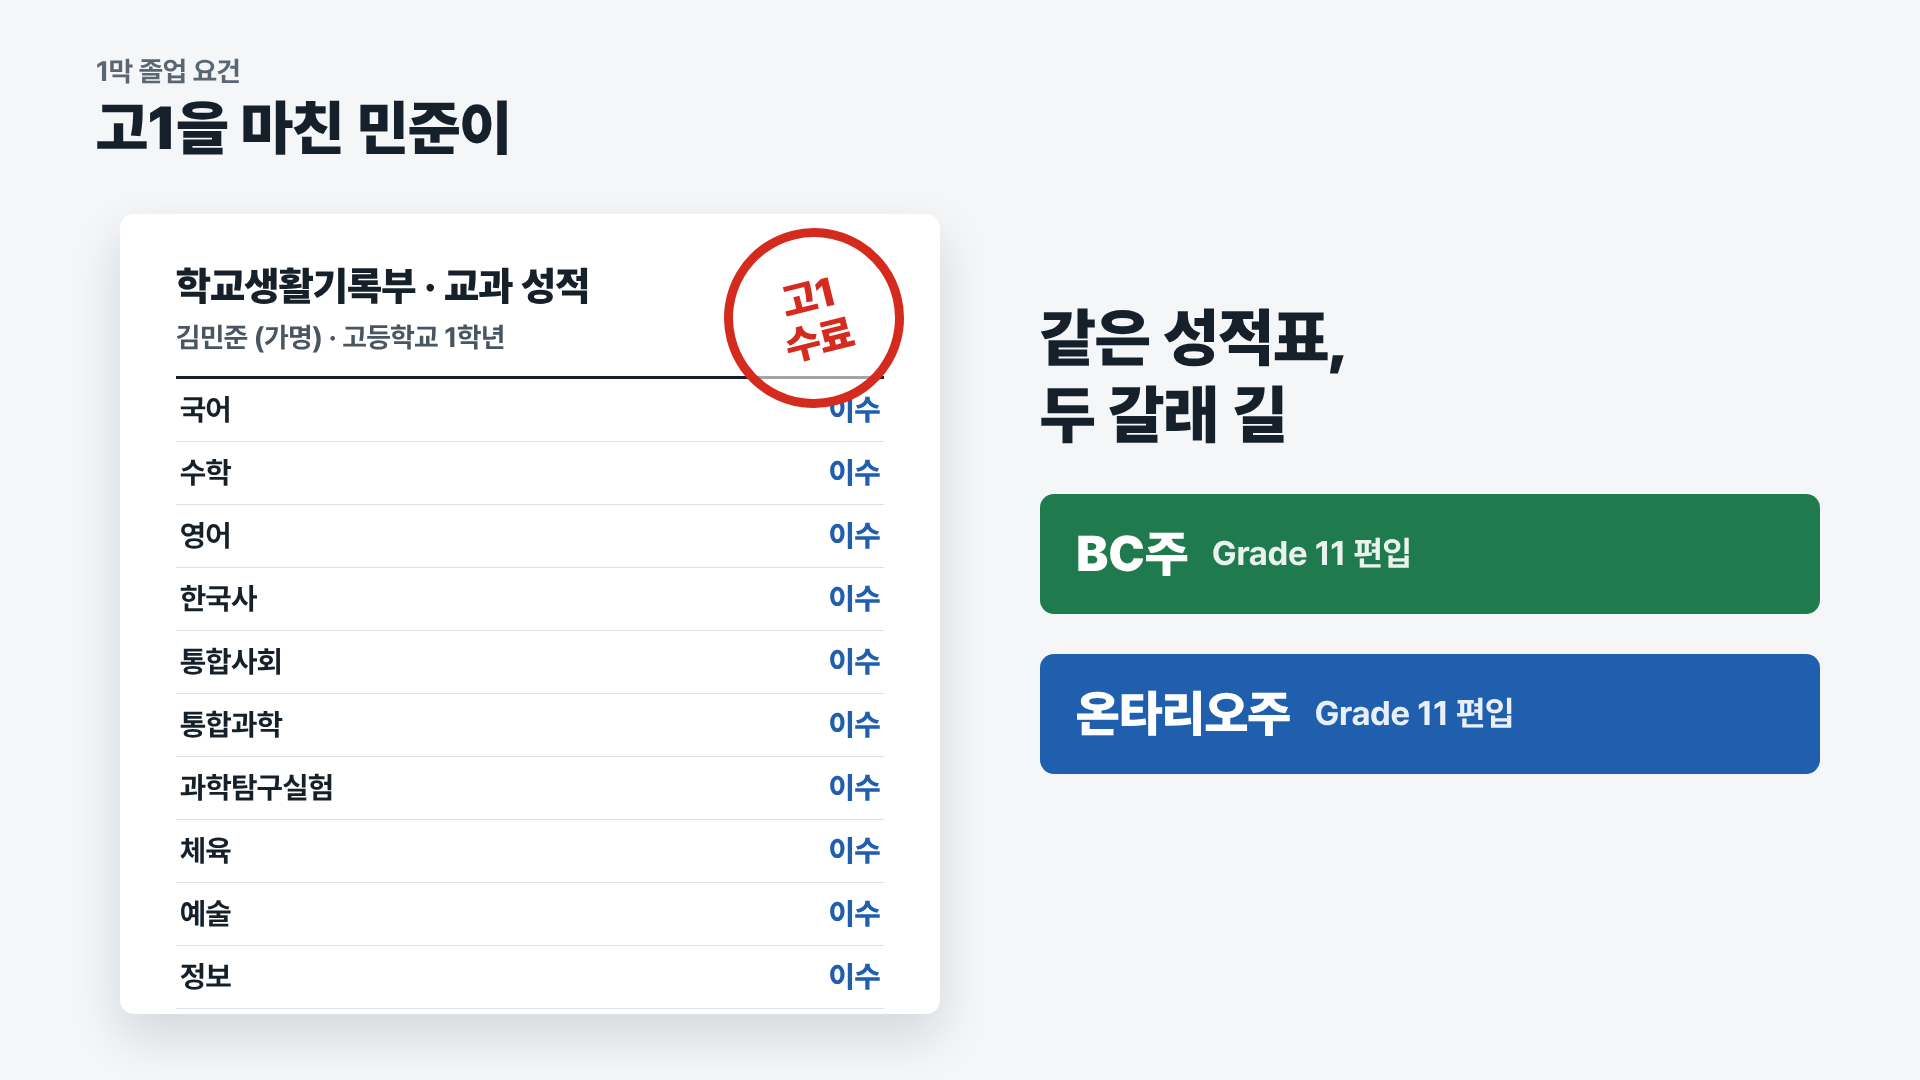 1막 졸업 요건
고1을 마친 민준이
학교생활기록부 · 교과 성적
김민준 (가명) · 고등학교 1학년
고1
수료
국어 이수
수학 이수
영어 이수
한국사 이수
통합사회 이수
통합과학 이수
과학탐구실험 이수
체육 이수
예술 이수
정보 이수
같은 성적표,
두 갈래 길
BC주 Grade 11 편입
온타리오주 Grade 11 편입